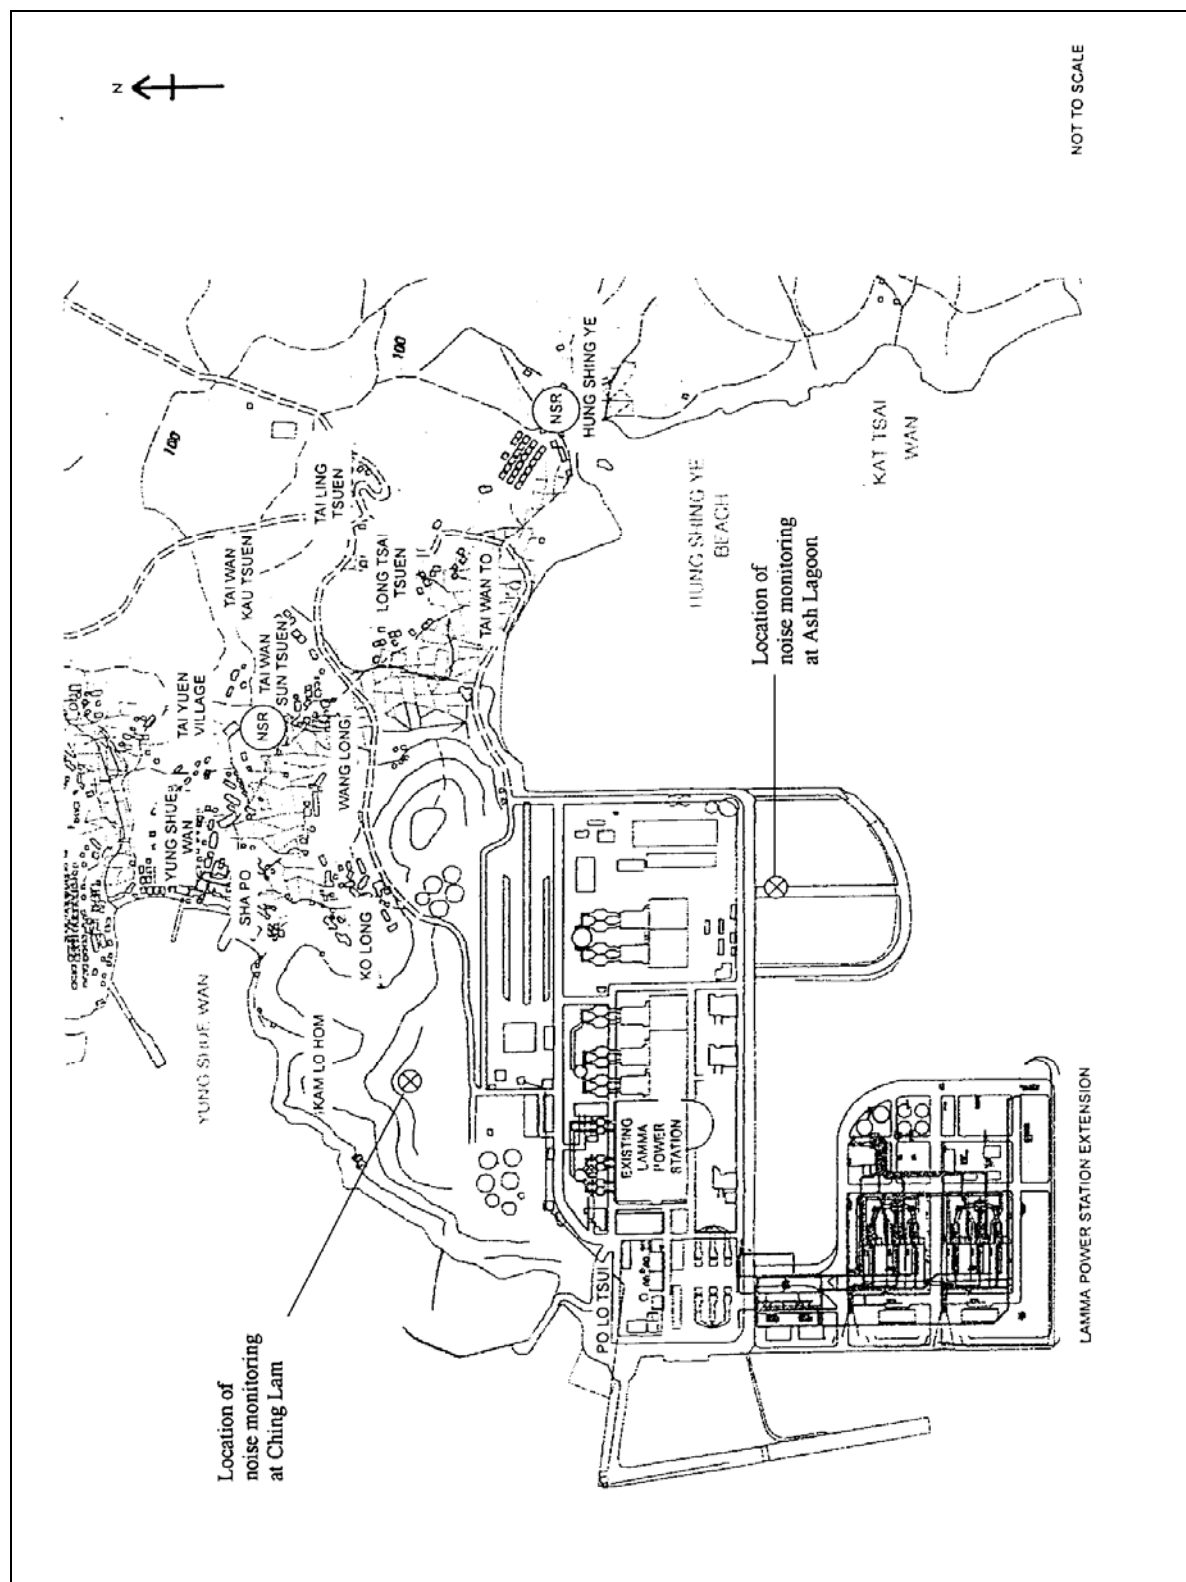 N
Location of
noise monitoring
at Ching Lam
YUNG SHUE WAN
YUNG SHUE
WAN
TAI YUEN
VILLAGE
100
SHA PO
NSR
TAI WAN
SUN TSUEN
TAI WAN
KAU TSUEN
KAM LO HOM
WANG LONG
TAI LING
TSUEN
KO LONG
LONG TSAI
TSUEN
100
TAI WAN TO
NSR
HUNG SHING YE
PO LO TSUI
EXISTING
LAMMA
POWER
STATION
HUNG SHING YE
BEACH
Location of
noise monitoring
at Ash Lagoon
KAT TSAI
WAN
LAMMA POWER STATION EXTENSION
NOT TO SCALE